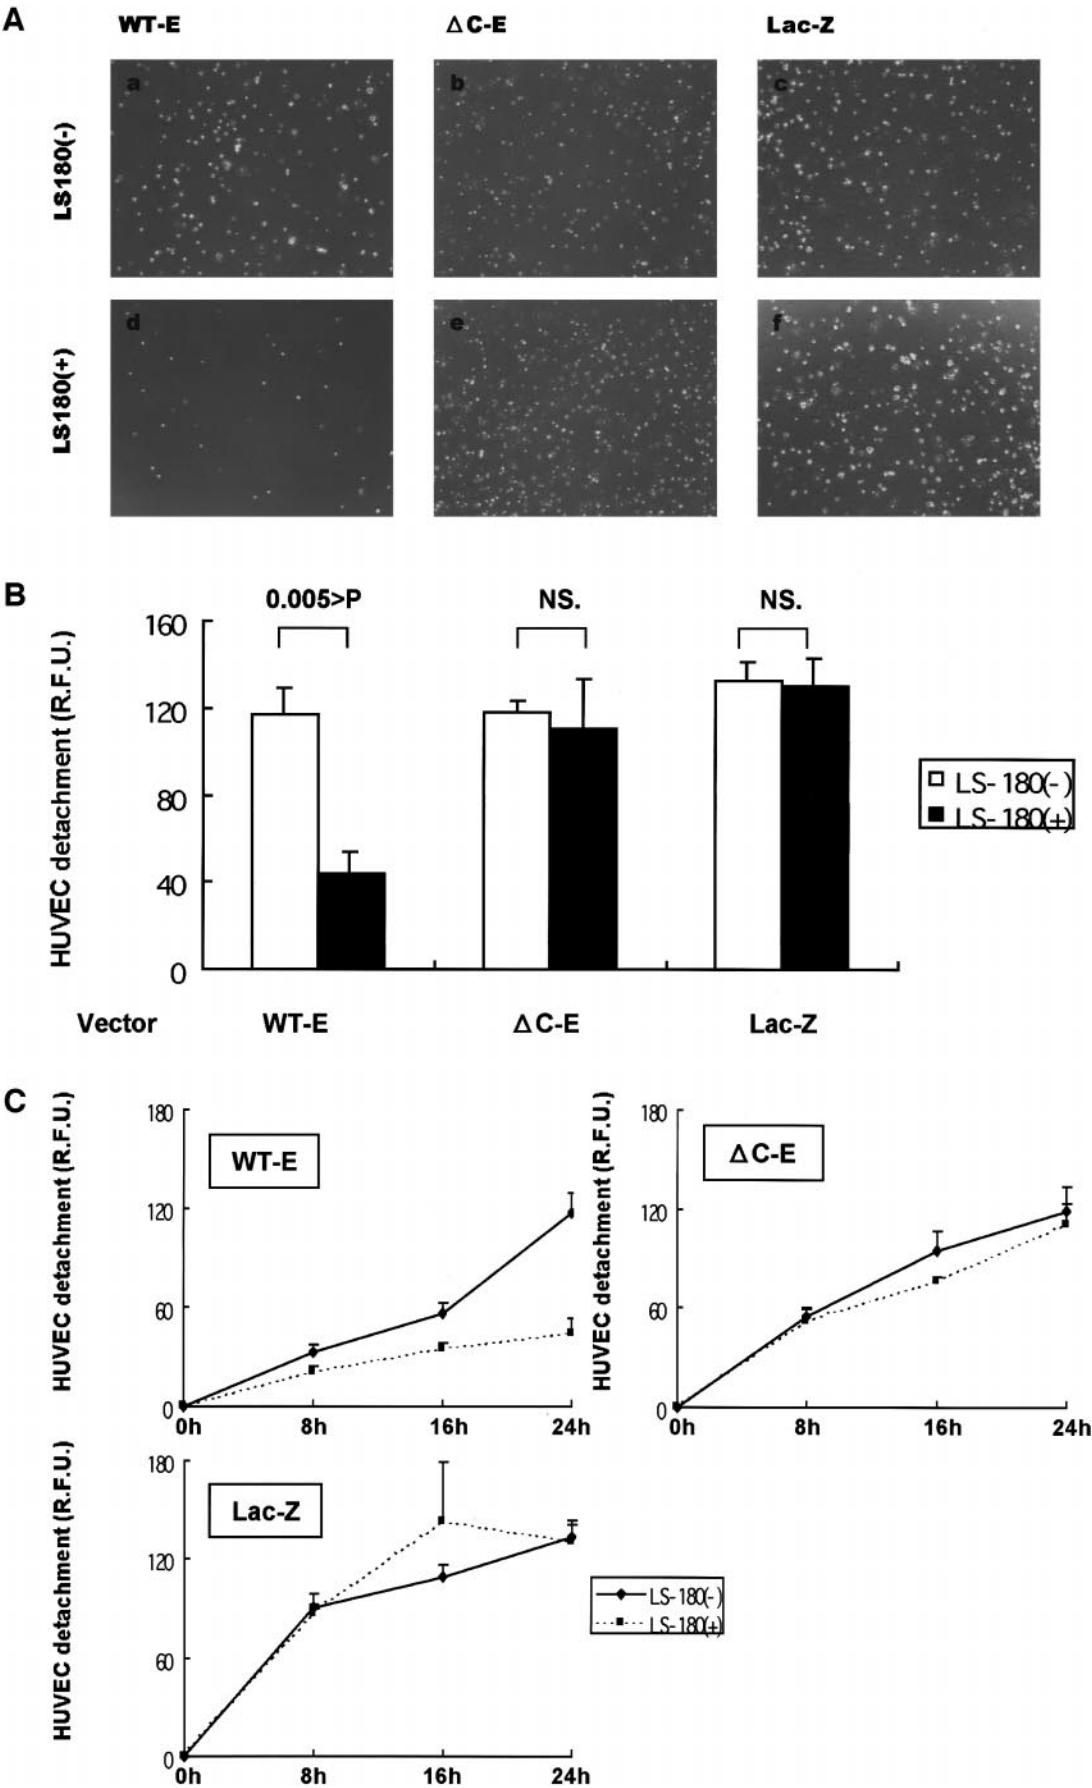 A
WT-E
ΔC-E
Lac-Z
LS180(-)
a
b
c
LS180(+)
d
e
f
B
HUVEC detachment (R.F.U.)
160
120
80
40
0
0.005>P
NS.
NS.
LS-180(-)
LS-180(+)
Vector
WT-E
ΔC-E
Lac-Z
C
HUVEC detachment (R.F.U.)
180
120
60
0
WT-E
0h
8h
16h
24h
HUVEC detachment (R.F.U.)
180
120
60
0
ΔC-E
0h
8h
16h
24h
HUVEC detachment (R.F.U.)
180
120
60
0
Lac-Z
0h
8h
16h
24h
LS-180(-)
LS-180(+)